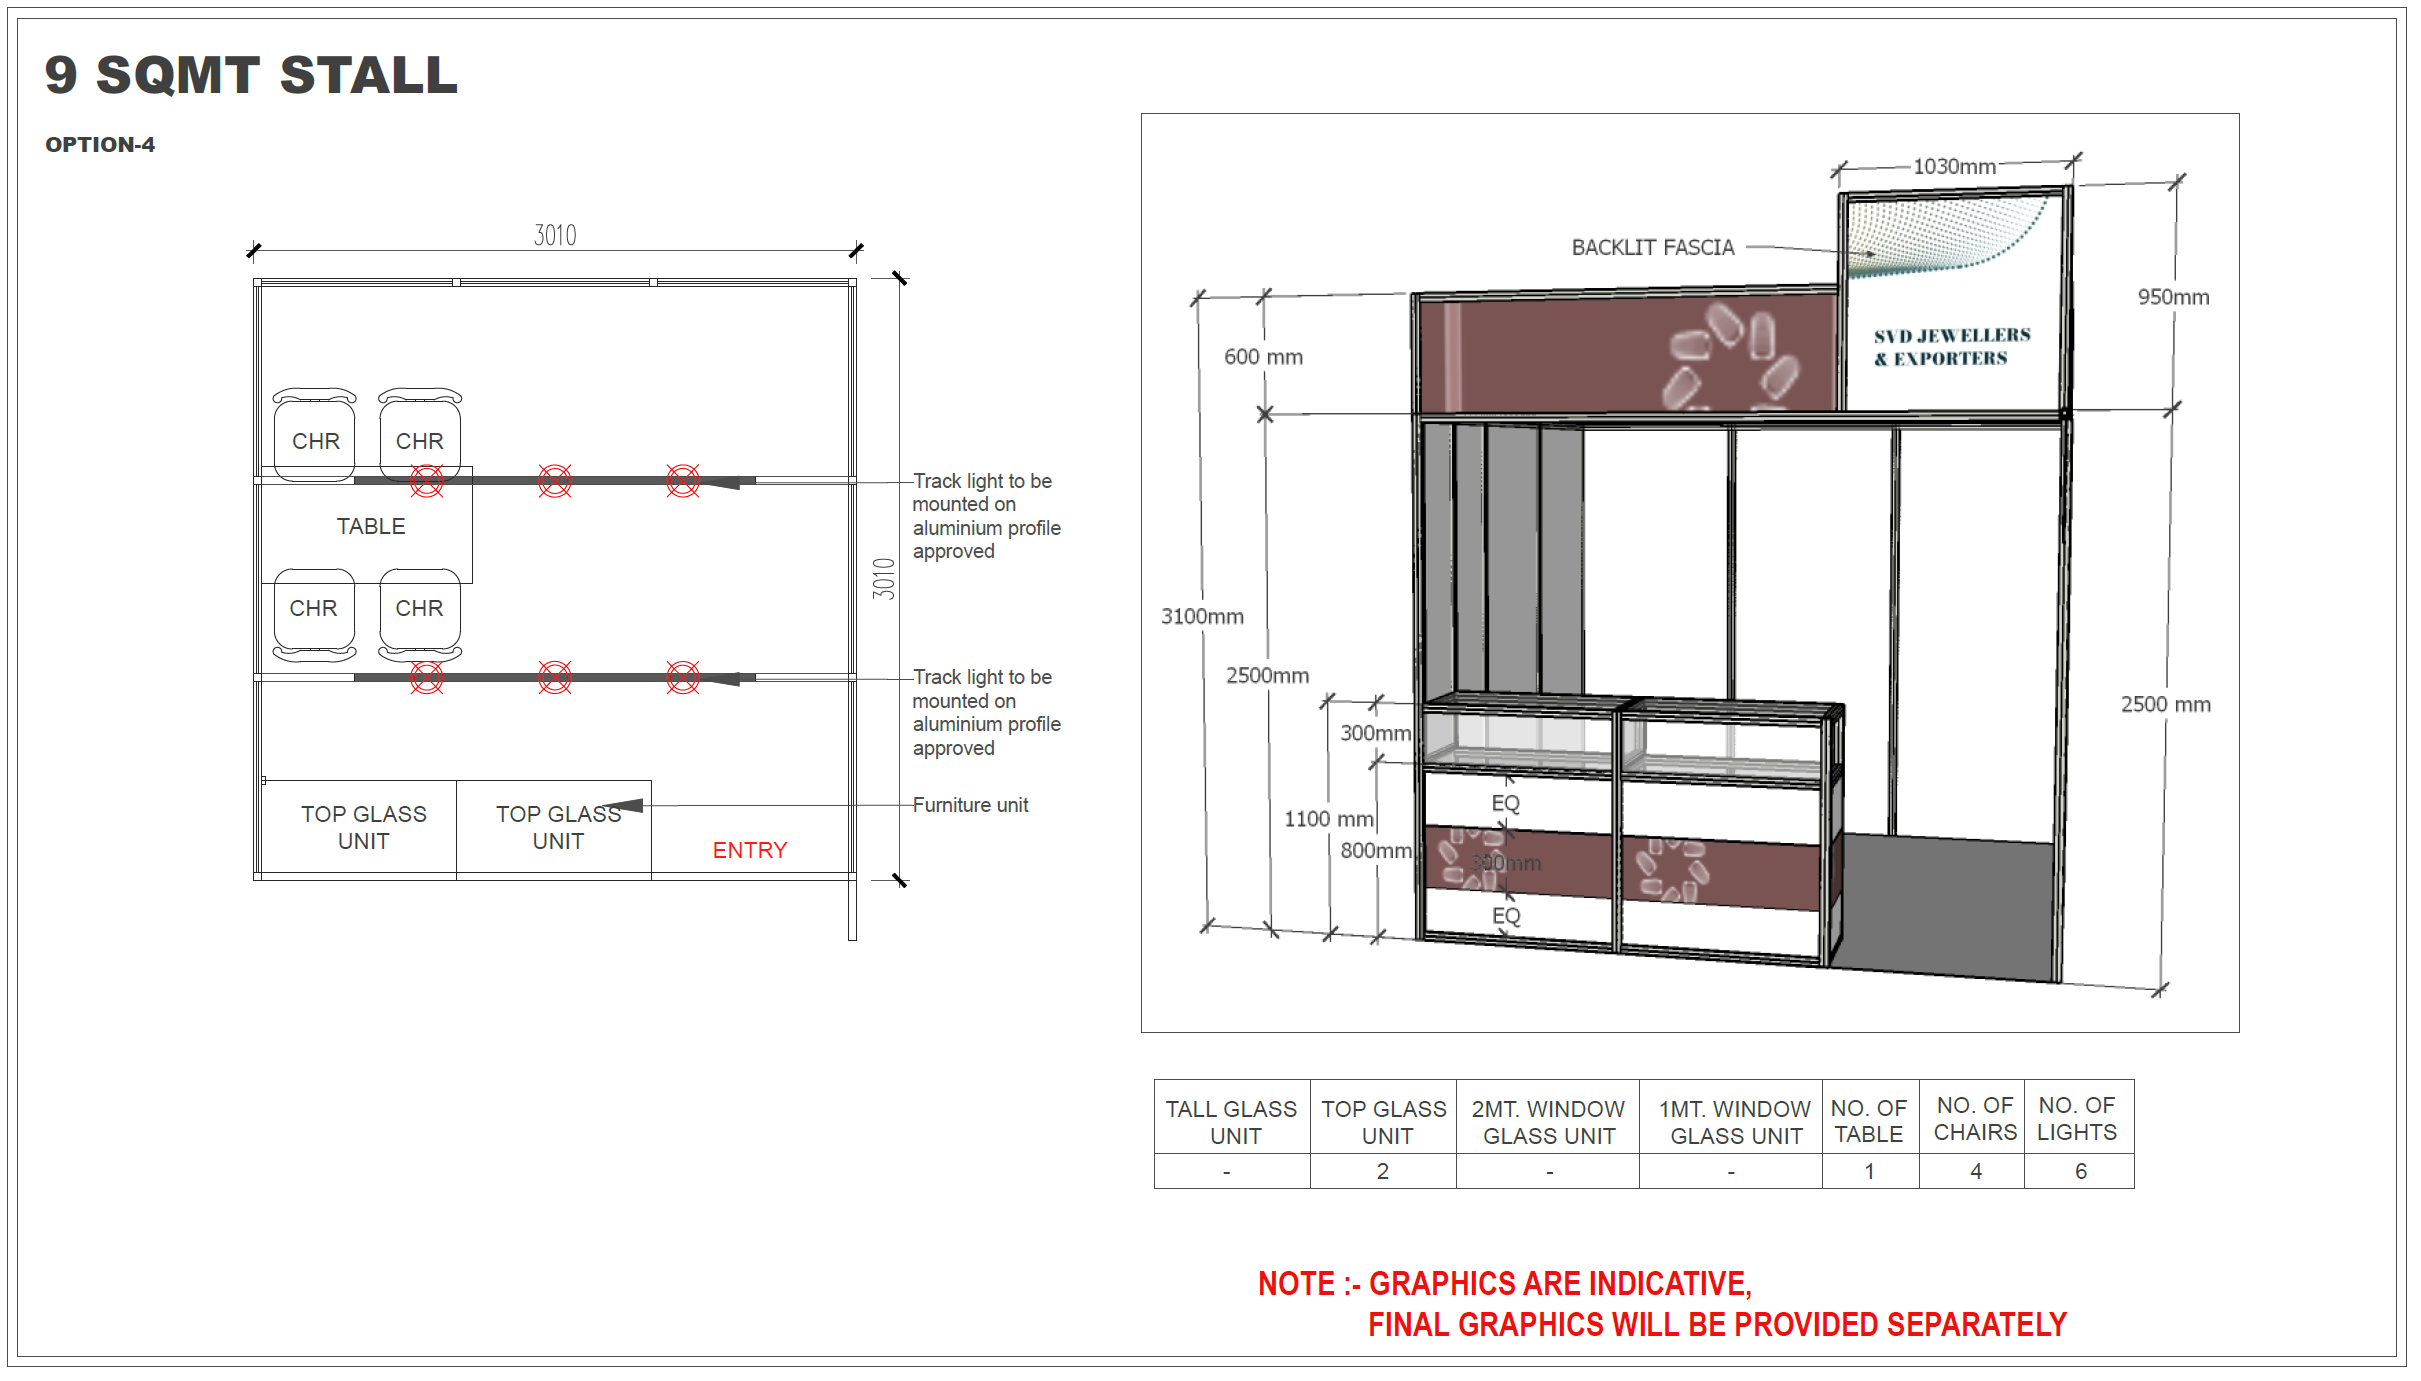 9 SQMT STALL
OPTION-4
3010
CHR
CHR
TABLE
CHR
CHR
3010
Track light to be
mounted on
aluminium profile
approved
Track light to be
mounted on
aluminium profile
approved
Furniture unit
TOP GLASS
UNIT
TOP GLASS
UNIT
ENTRY
1030mm
BACKLIT FASCIA
950mm
SVD JEWELLERS
& EXPORTERS
600 mm
3100mm
2500mm
2500 mm
300mm
1100 mm
800mm
EQ
300mm
EQ
TALL GLASS
UNIT
TOP GLASS
UNIT
2MT. WINDOW
GLASS UNIT
1MT. WINDOW
GLASS UNIT
NO. OF
TABLE
NO. OF
CHAIRS
NO. OF
LIGHTS
- 2 - - 1 4 6
NOTE :- GRAPHICS ARE INDICATIVE,
FINAL GRAPHICS WILL BE PROVIDED SEPARATELY